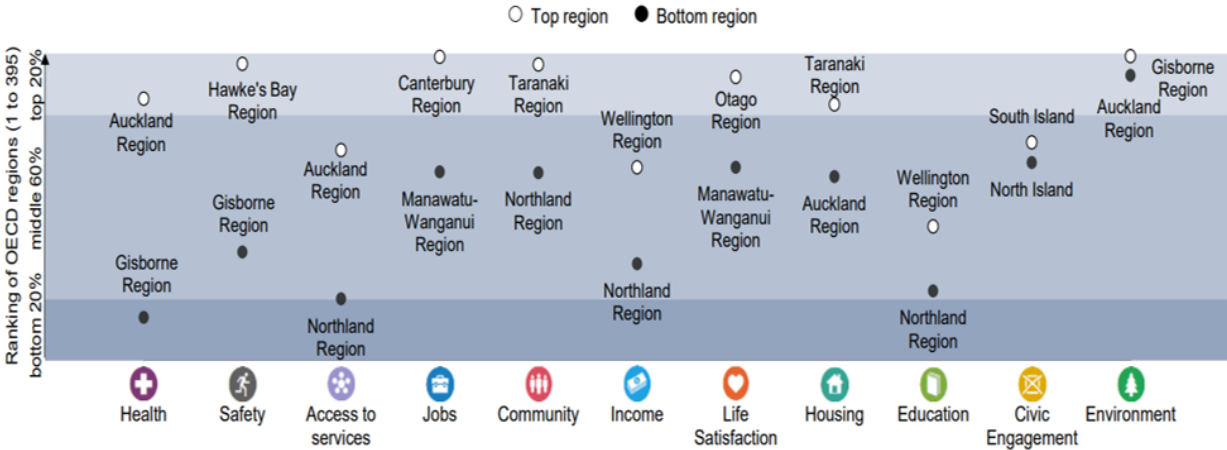 Top region
Bottom region
Ranking of OECD regions (1 to 395)
bottom 20% middle 60% top 20%
Auckland
Region
Gisborne
Region
Hawke's Bay
Region
Gisborne
Region
Auckland
Region
Northland
Region
Canterbury
Region
Manawatu-
Wanganui
Region
Taranaki
Region
Northland
Region
Wellington
Region
Northland
Region
Otago
Region
Manawatu-
Wanganui
Region
Taranaki
Region
Auckland
Region
Wellington
Region
Northland
Region
South Island
North Island
Gisborne
Region
Auckland
Region
Health
Safety
Access to
services
Jobs
Community
Income
Life
Satisfaction
Housing
Education
Civic
Engagement
Environment